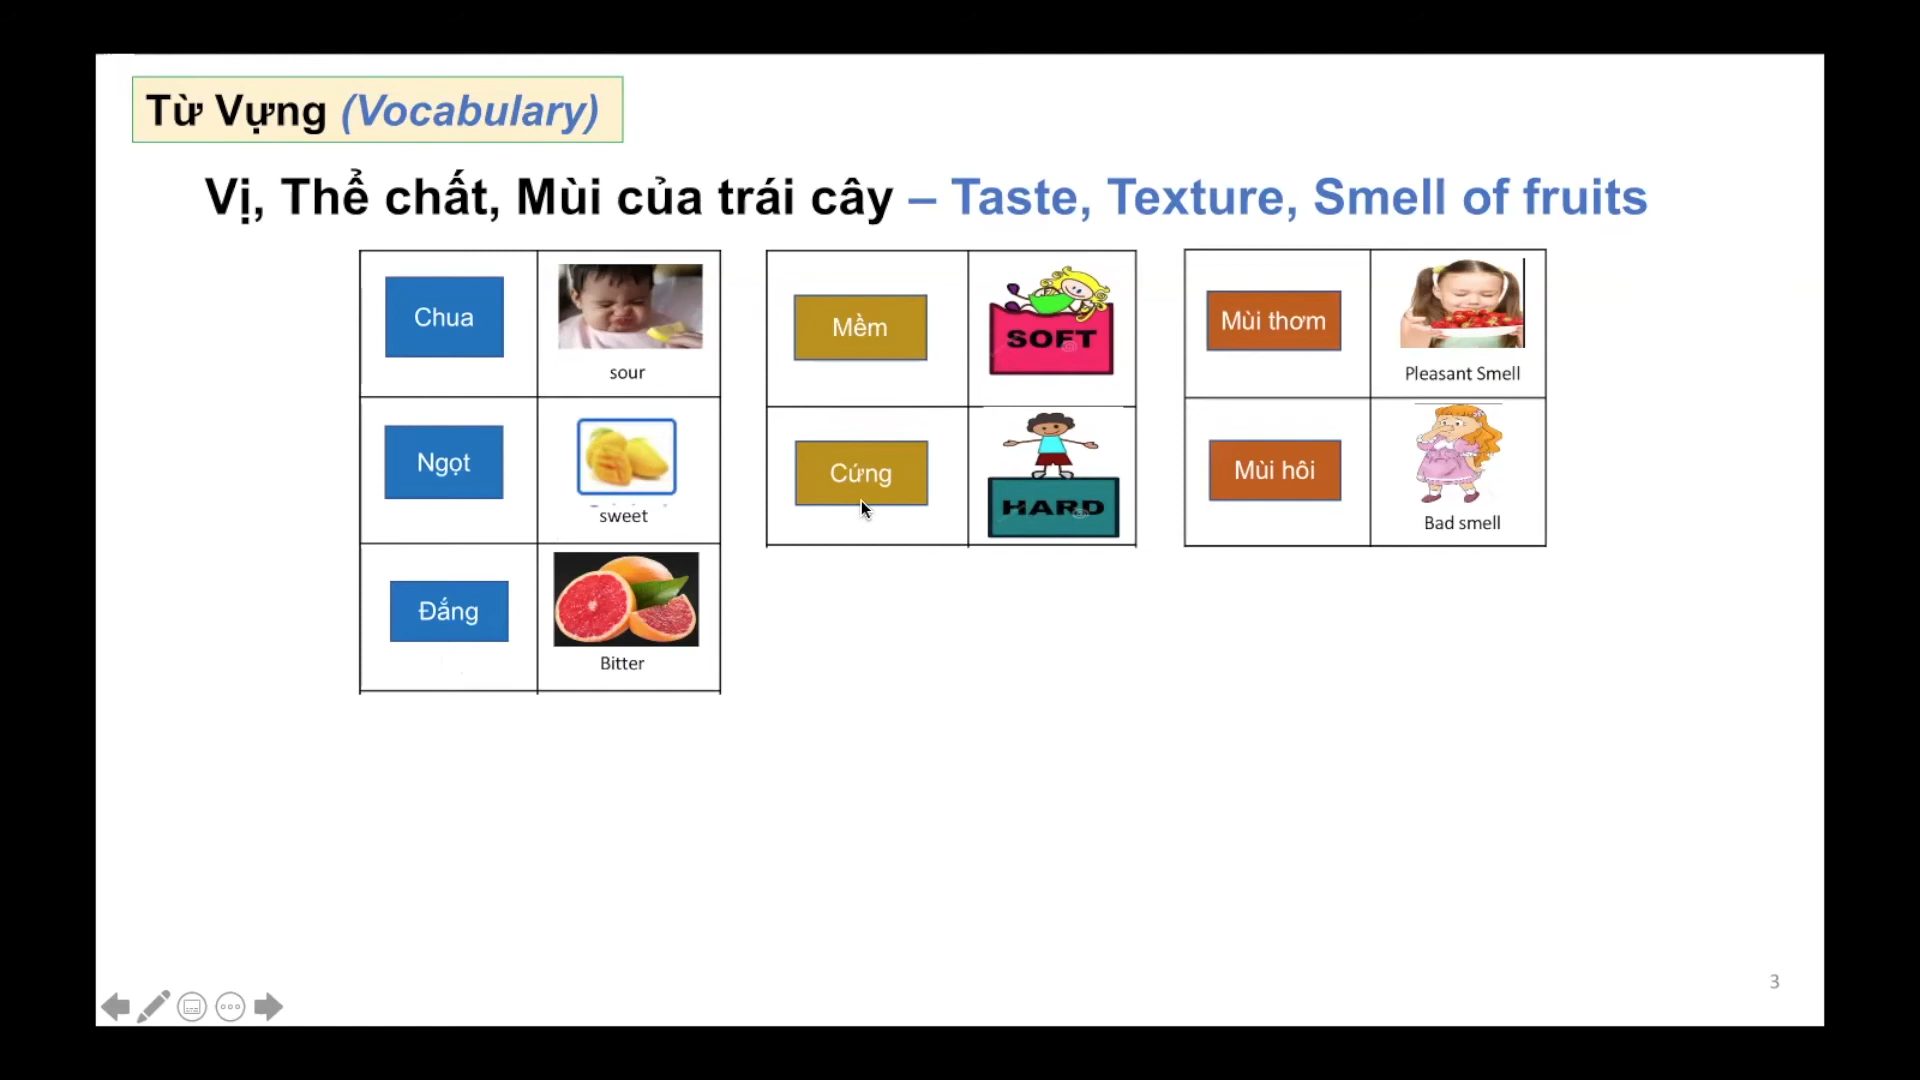 Từ Vựng (Vocabulary)
Vị, Thể chất, Mùi của trái cây – Taste, Texture, Smell of fruits
Chua
sour
Ngọt
sweet
Đắng
Bitter
Mềm
SOFT
Cứng
HARD
Mùi thơm
Pleasant Smell
Mùi hôi
Bad smell
3